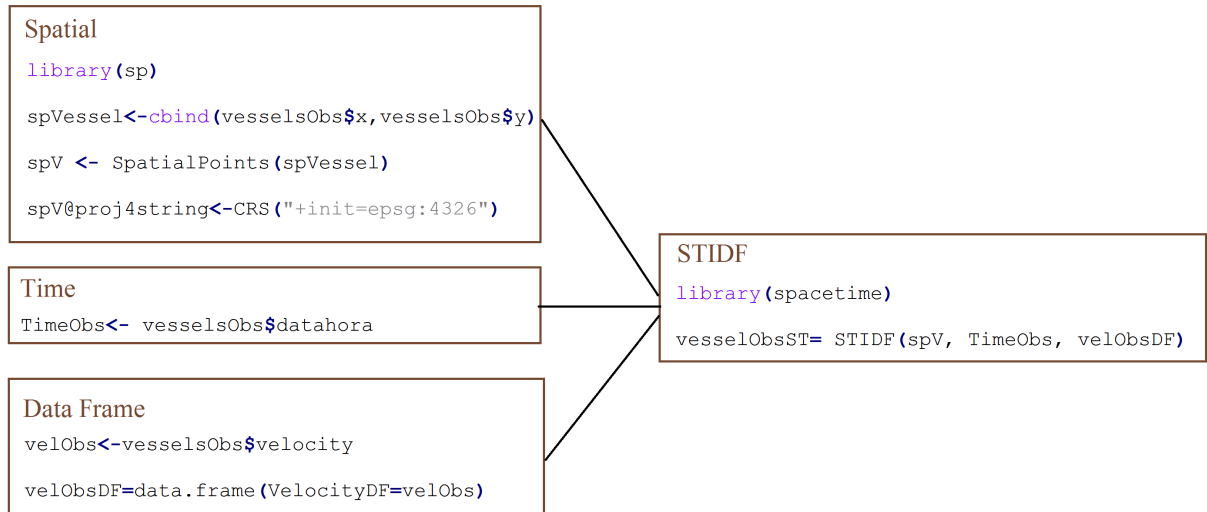 Spatial
library(sp)
spVessel<-cbind(vesselsObs$x,vesselsObs$y)
spV <- SpatialPoints(spVessel)
spV@proj4string<-CRS("+init=epsg:4326")
Time
TimeObs<- vesselsObs$datahora
Data Frame
velObs<-vesselsObs$velocity
velObsDF=data.frame(VelocityDF=velObs)
STIDF
library(spacetime)
vesselObsST= STIDF(spV, TimeObs, velObsDF)